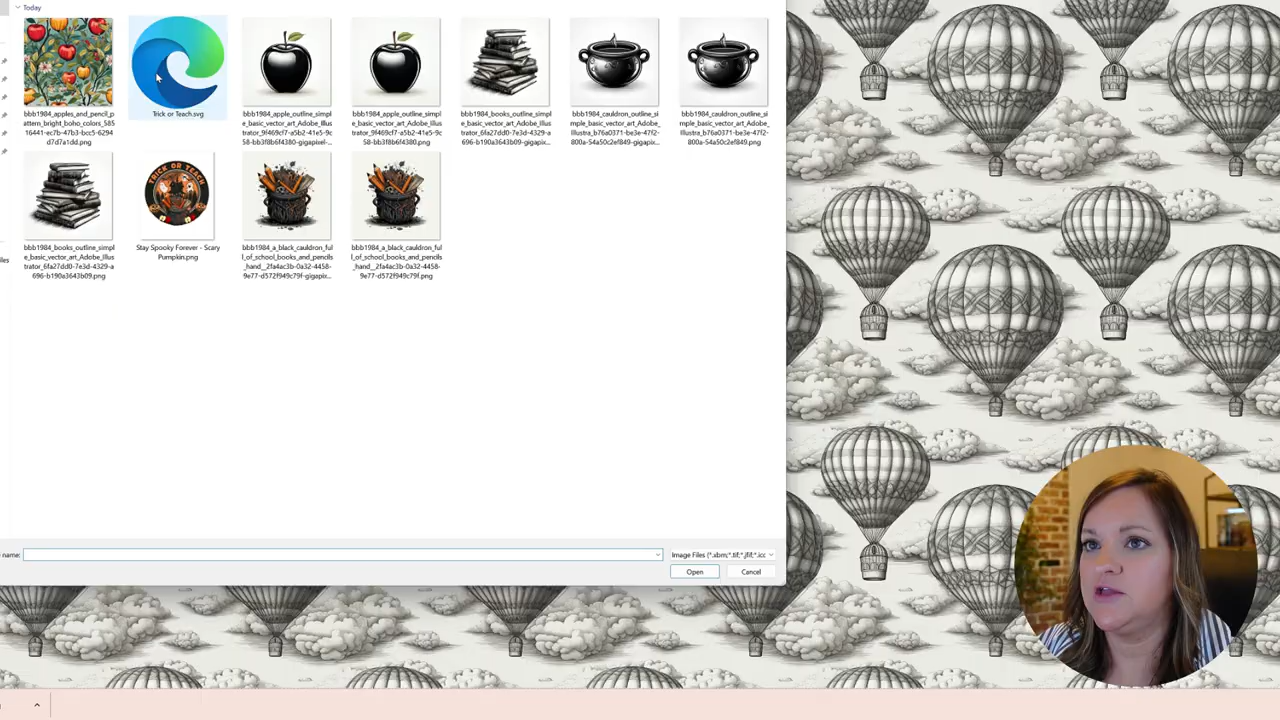 Today
bbb1984_apples_and_pencil_p
attern_bright_boho_colors_585
16441-ec7b-47b3-bcc5-6294
d7d7a1dd.png
Trick or Teach.svg
bbb1984_apple_outline_simpl
e_basic_vector_art_Adobe_Illus
trator_9f469cf7-a5b2-41e5-9c
58-bb3f8b6f4380-gigapixel-...
bbb1984_apple_outline_simpl
e_basic_vector_art_Adobe_Illus
trator_9f469cf7-a5b2-41e5-9c
58-bb3f8b6f4380.png
bbb1984_books_outline_simpl
e_basic_vector_art_Adobe_Illus
trator_6fa27dd0-7e3d-4329-a
696-b190a3643b09-gigapix...
bbb1984_cauldron_outline_si
mple_basic_vector_art_Adobe_
Illustra_b76a0371-be3e-47f2-
800a-54a50c2ef849-gigapix...
bbb1984_cauldron_outline_si
mple_basic_vector_art_Adobe_
Illustra_b76a0371-be3e-47f2-
800a-54a50c2ef849.png
bbb1984_books_outline_simpl
e_basic_vector_art_Adobe_Illus
trator_6fa27dd0-7e3d-4329-a
696-b190a3643b09.png
TRICK OR TEACH
Stay Spooky Forever - Scary
Pumpkin.png
bbb1984_a_black_cauldron_ful
l_of_school_books_and_pencils
_hand__2fa4ac3b-0a32-4458-
9e77-d572f949c79f-gigapix...
bbb1984_a_black_cauldron_ful
l_of_school_books_and_pencils
_hand__2fa4ac3b-0a32-4458-
9e77-d572f949c79f.png
name:
Image Files (*.xbm;*.tif;*.jfif;*.icc
Open
Cancel